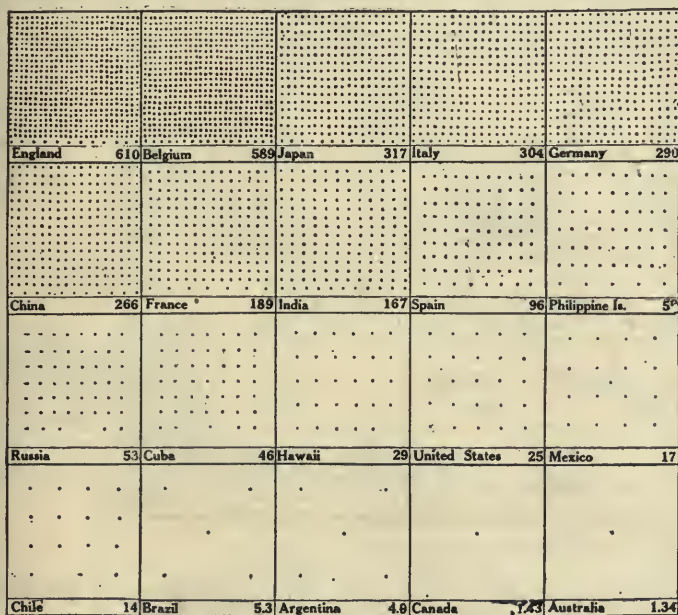 England 610 Belgium 589 Japan 317 Italy 304 Germany 290
China 266 France 189 India 167 Spain 96 Philippine Is.
Russia 53 Cuba 46 Hawaii 29 United States 25 Mexico 17
Chile 14 Brazil 5.3 Argentina Canada 1.43 Australia 1.34